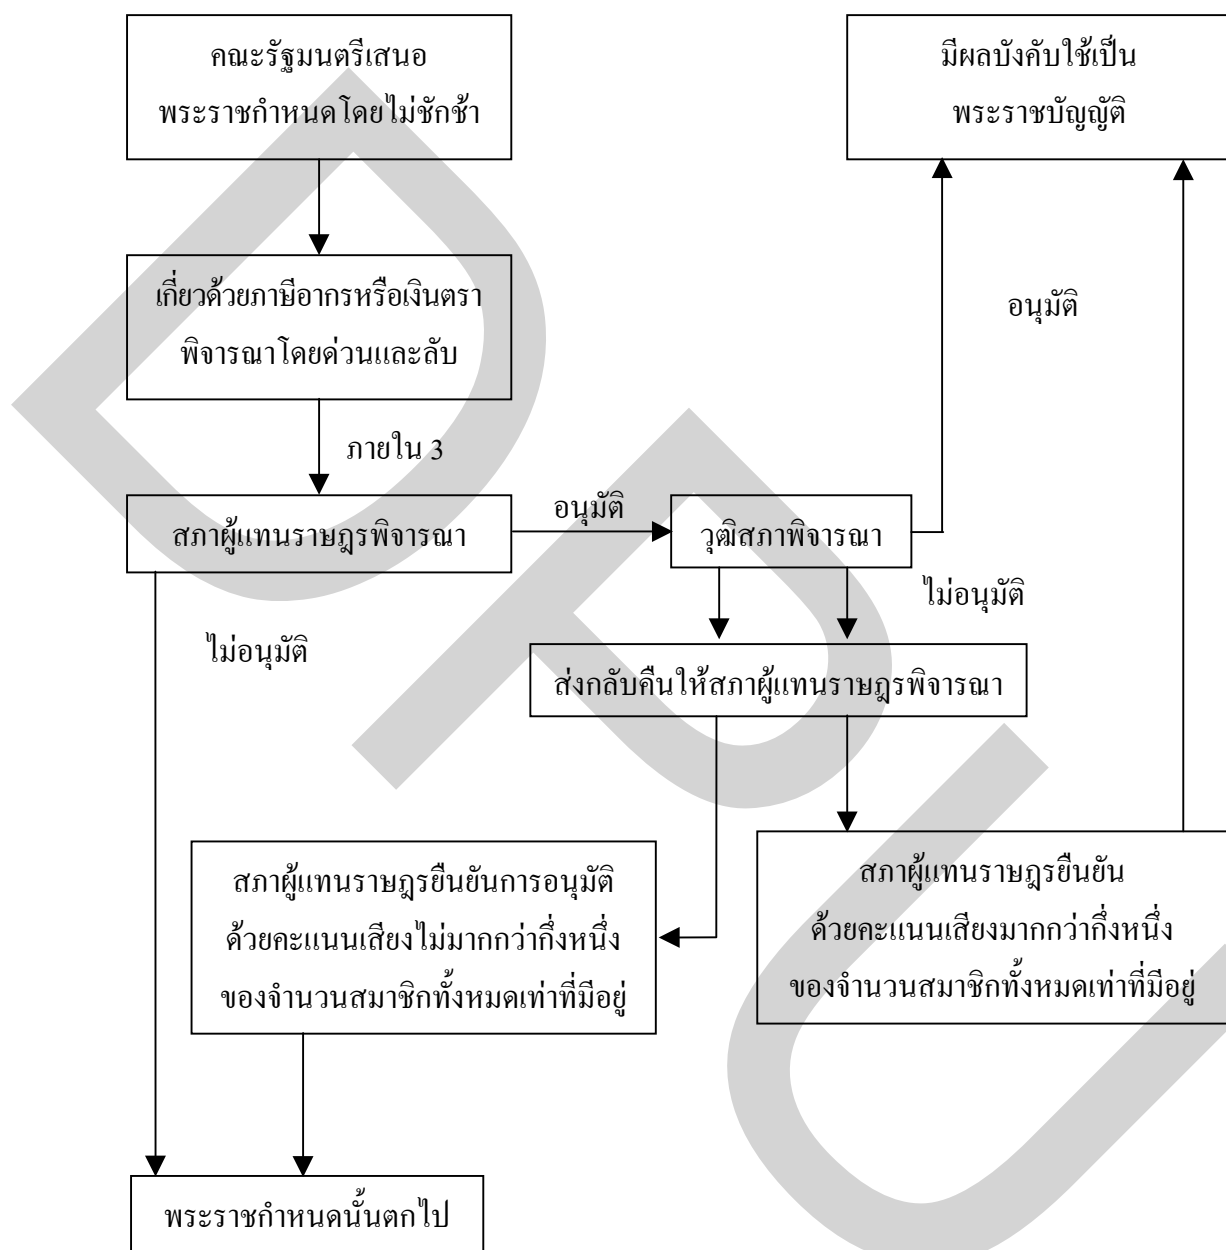 คณะรัฐมนตรีเสนอ
พระราชกำหนดโดยไม่ชักช้า
มีผลบังคับใช้เป็น
พระราชบัญญัติ
เกี่ยวด้วยภาษีอากรหรือเงินตรา
พิจารณาโดยด่วนและลับ
อนุมัติ
ภายใน 3
สภาผู้แทนราษฎรพิจารณา
อนุมัติ
วุฒิสภาพิจารณา
ไม่อนุมัติ
ไม่อนุมัติ
ส่งกลับคืนให้สภาผู้แทนราษฎรพิจารณา
สภาผู้แทนราษฎรยืนยันการอนุมัติ
ด้วยคะแนนเสียงไม่มากกว่ากึ่งหนึ่ง
ของจำนวนสมาชิกทั้งหมดเท่าที่มีอยู่
สภาผู้แทนราษฎรยืนยัน
ด้วยคะแนนเสียงมากกว่ากึ่งหนึ่ง
ของจำนวนสมาชิกทั้งหมดเท่าที่มีอยู่
พระราชกำหนดนั้นตกไป
DPU